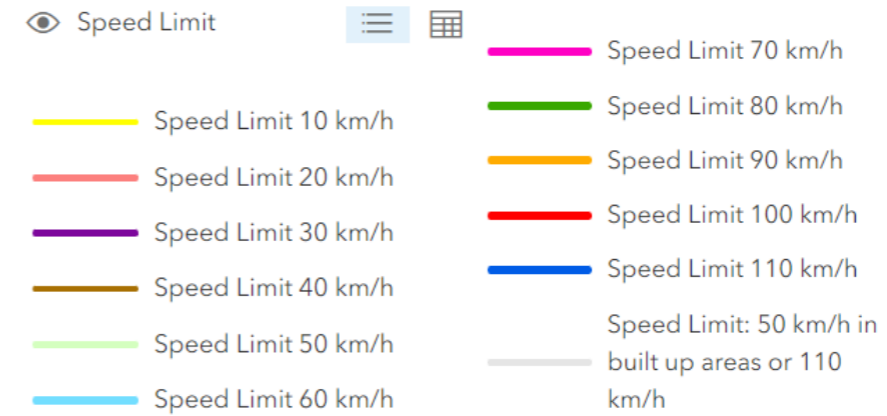 Speed Limit
Speed Limit 10 km/h
Speed Limit 20 km/h
Speed Limit 30 km/h
Speed Limit 40 km/h
Speed Limit 50 km/h
Speed Limit 60 km/h
Speed Limit 70 km/h
Speed Limit 80 km/h
Speed Limit 90 km/h
Speed Limit 100 km/h
Speed Limit 110 km/h
Speed Limit: 50 km/h in
built up areas or 110
km/h